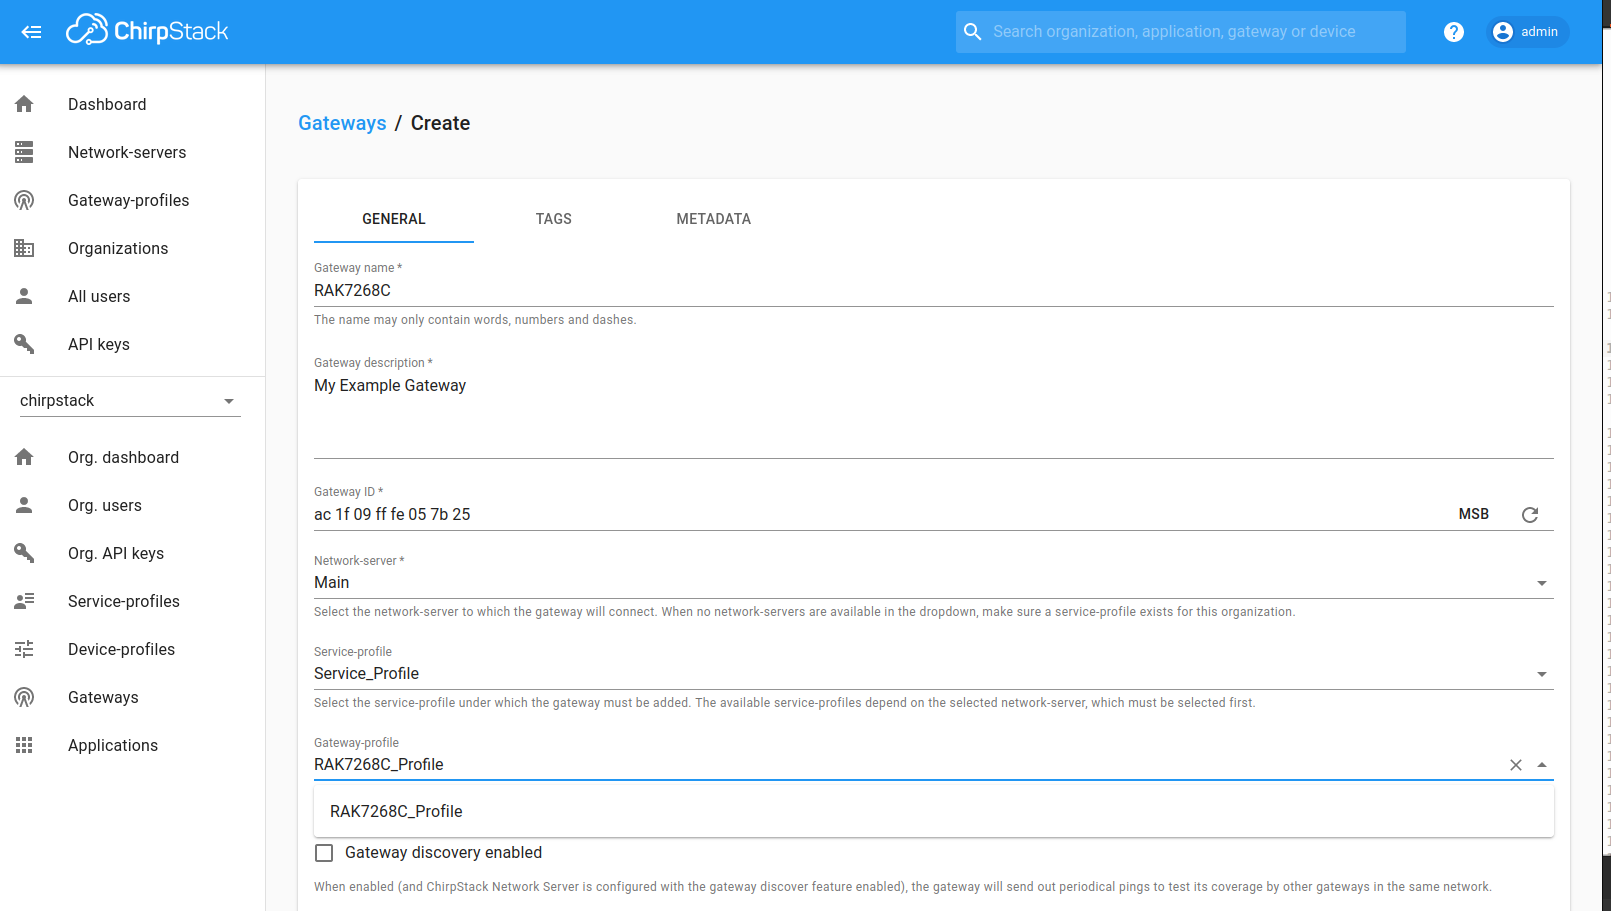 ChirpStack
Search organization, application, gateway or device
?
admin
Dashboard
Network-servers
Gateway-profiles
Organizations
All users
API keys
chirpstack
Org. dashboard
Org. users
Org. API keys
Service-profiles
Device-profiles
Gateways
Applications
Gateways / Create
GENERAL TAGS METADATA
Gateway name *
RAK7268C
The name may only contain words, numbers and dashes.
Gateway description *
My Example Gateway
Gateway ID *
ac 1f 09 ff fe 05 7b 25 MSB
Network-server *
Main
Select the network-server to which the gateway will connect. When no network-servers are available in the dropdown, make sure a service-profile exists for this organization.
Service-profile
Service_Profile
Select the service-profile under which the gateway must be added. The available service-profiles depend on the selected network-server, which must be selected first.
Gateway-profile
RAK7268C_Profile
RAK7268C_Profile
Gateway discovery enabled
When enabled (and ChirpStack Network Server is configured with the gateway discover feature enabled), the gateway will send out periodical pings to test its coverage by other gateways in the same network.